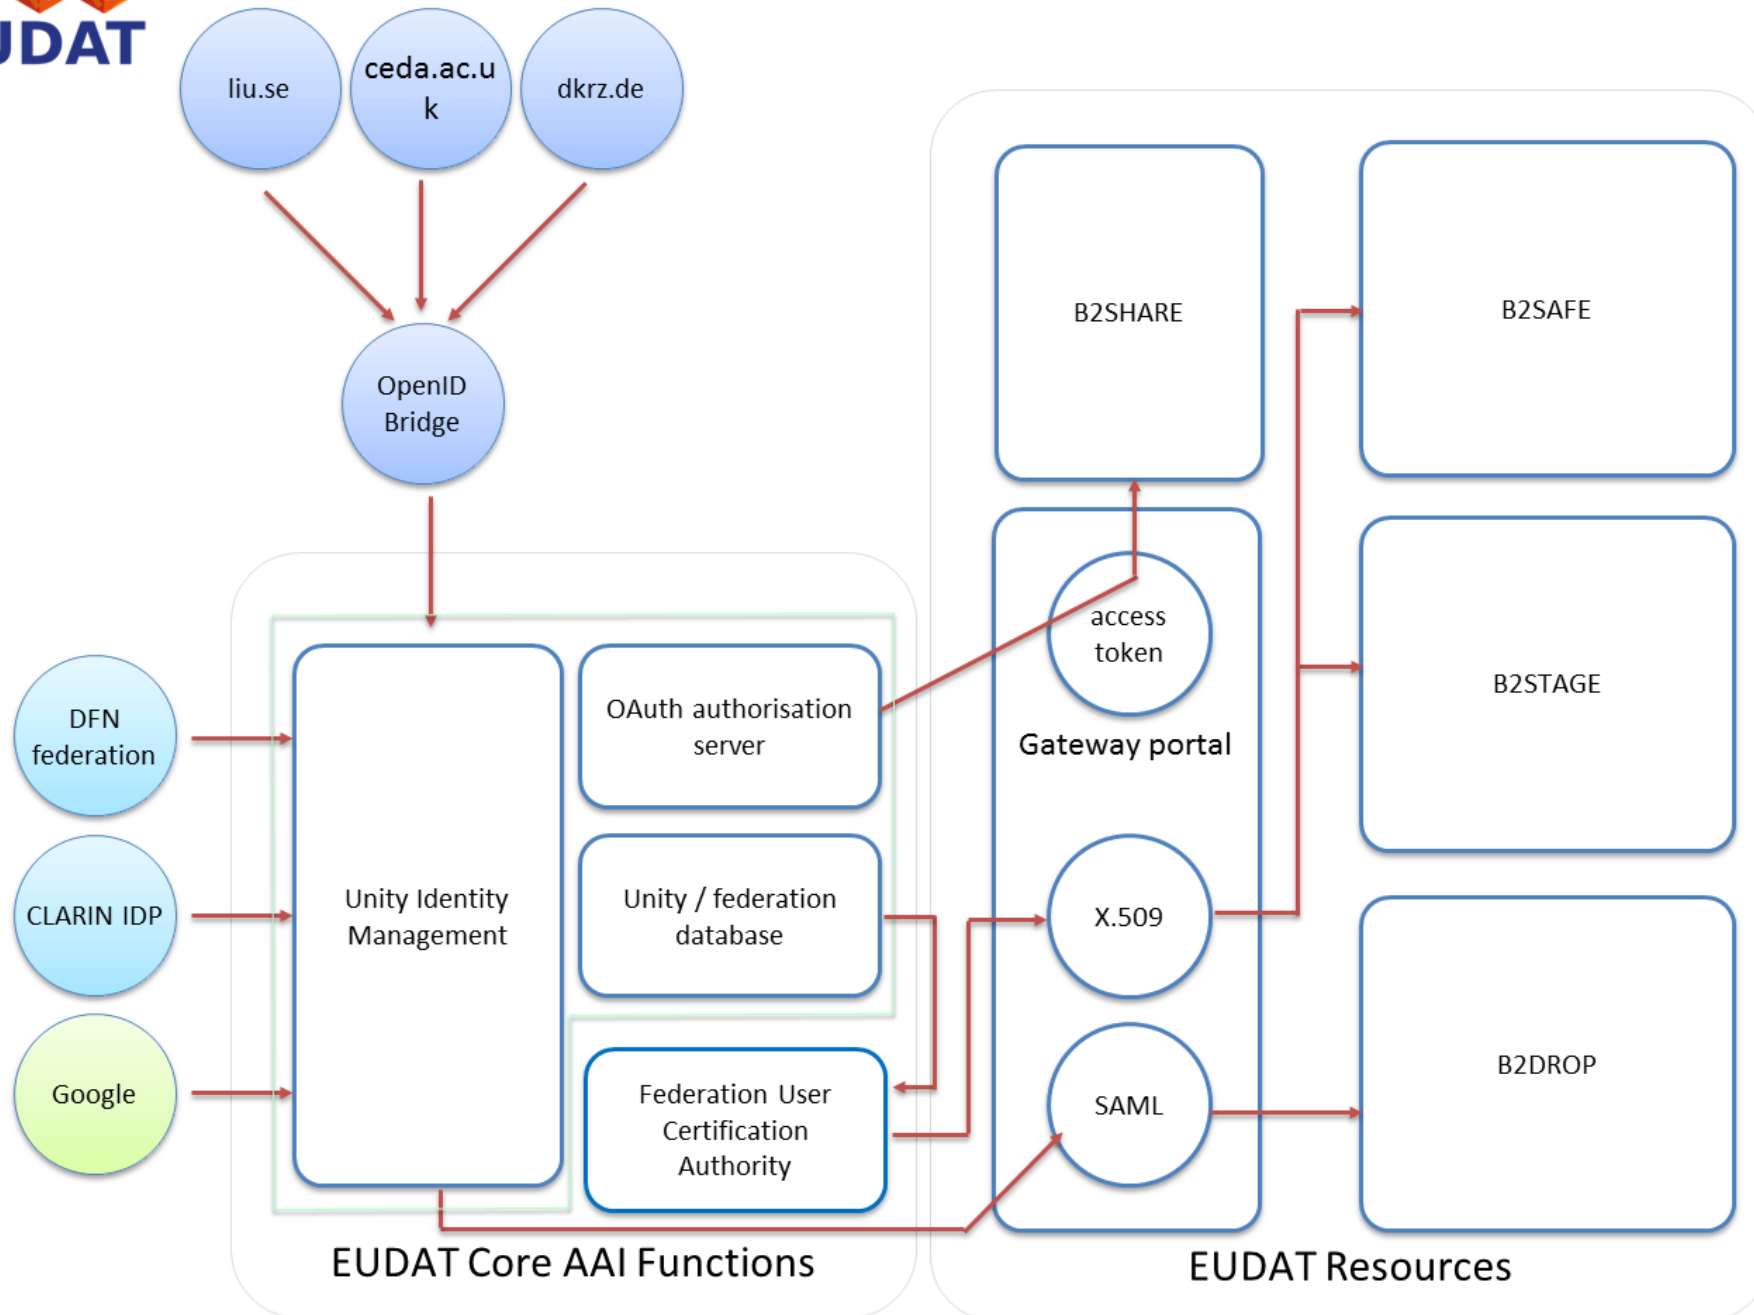 UDAT
liu.se
ceda.ac.u
k
dkrz.de
OpenID
Bridge
B2SHARE
B2SAFE
access
token
Gateway portal
B2STAGE
DFN
federation
OAuth authorisation
server
CLARIN IDP
Unity Identity
Management
Unity / federation
database
X.509
Google
Federation User
Certification
Authority
SAML
B2DROP
EUDAT Core AAI Functions
EUDAT Resources